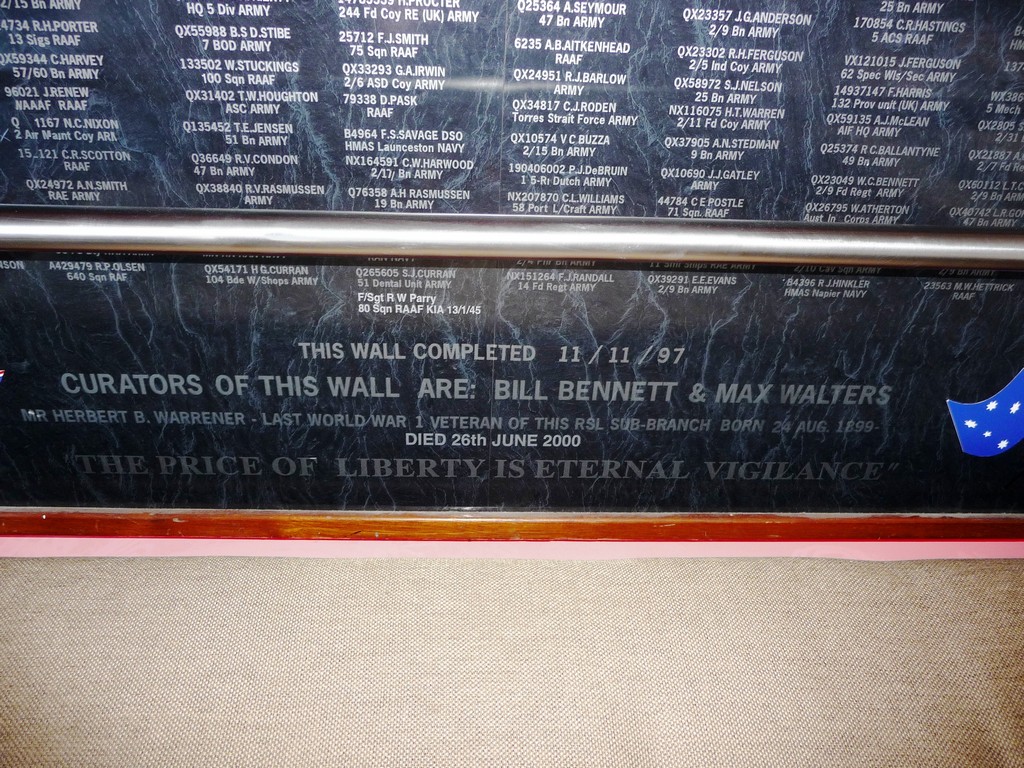 2/15 Bn ARMY
4734 R.H.PORTER
13 Sigs RAAF
QX59344 C.HARVEY
57/60 Bn ARMY
96021 J.RENEW
WAAAF RAAF
1167 N.C.NIXON
2 Air Maint Coy
C.R.SCOTTON
RAAF
QX24972 A.N.SMITH
RAE ARMY
HQ 5 Div ARMY
QX55988 B.S D.STIBE
7 BOD ARMY
133502 W.STUCKINGS
100 Sqn RAAF
QX31402 T.W.HOUGHTON
ASC ARMY
Q135452 T.E.JENSEN
51 Bn ARMY
Q36649 R.V.CONDON
47 Bn ARMY
QX38840 R.V.RASMUSSEN
H.PROCTER
244 Fd Coy RE (UK) ARMY
25712 F.J.SMITH
75 Sqn RAAF
QX33293 G.A.IRWIN
2/6 ASD Coy ARMY
79338 D.PASK
RAAF
B4964 F.S.SAVAGE DSO
HMAS Launceston NAVY
NX164591 C.W.HARWOOD
2/17 Bn ARMY
Q76358 A.H RASMUSSEN
19 Bn ARMY
QX25364 A.SEYMOUR
47 Bn ARMY
6235 A.B.AITKENHEAD
RAAF
QX24951 R.J.BARLOW
ARMY
QX34817 C.J.RODEN
Torres Strait Force ARMY
QX10574 V C BUZZA
2/15 Bn ARMY
190406002 P.J.DeBRUIN
1 5-RI Dutch ARMY
NX207870 C.L.WILLIAMS
58 Port L/Craft ARMY
QX23357 J.G.ANDERSON
2/9 Bn ARMY
QX23302 R.H.FERGUSON
2/5 Ind Coy ARMY
QX58972 S.J.NELSON
25 Bn ARMY
NX116075 H.T.WARREN
2/11 Fd Coy ARMY
QX37905 A.N.STEDMAN
9 Bn ARMY
QX10690 J.J.GATLEY
ARMY
44784 C E POSTLE
71 Sqn. RAAF
25 Bn ARMY
170854 C.R.HASTINGS
5 ACS RAAF
VX121015 J.FERGUSON
62 Spec Wls/Sec ARMY
14937147 F.HARRIS
132 Prov unit (UK) ARMY
QX59135 A.J.McLEAN
AIF HQ ARMY
QX25374 R C.BALLANTYNE
49 Bn ARMY
QX23049 W.C.BENNETT
2/9 Fd Regt ARMY
QX26795 W.ATHERTON
Aust In Corps ARMY
A429479 R.P.OLSEN
640 Sqn RAF
QX54171 H G.CURRAN
104 Bde W/Shops ARMY
Q265605 S.J.CURRAN
51 Dental Unit ARMY
F/Sgt R W Parry
80 Sqn RAAF KIA 13/1/45
NX151264 F.J.RANDALL
14 Fd Regt ARMY
QX39291 E.E.EVANS
2/9 Bn ARMY
B4396 R J.HINKLER
HMAS Napier NAVY
23563 M.W.HETTRICK
RAAF
THIS WALL COMPLETED 11 / 11 / 97
CURATORS OF THIS WALL ARE: BILL BENNETT & MAX WALTERS
MR HERBERT B. WARRENER - LAST WORLD WAR 1 VETERAN OF THIS RSL SUB-BRANCH BORN 24 AUG. 1899-
DIED 26th JUNE 2000
"THE PRICE OF LIBERTY IS ETERNAL VIGILANCE"